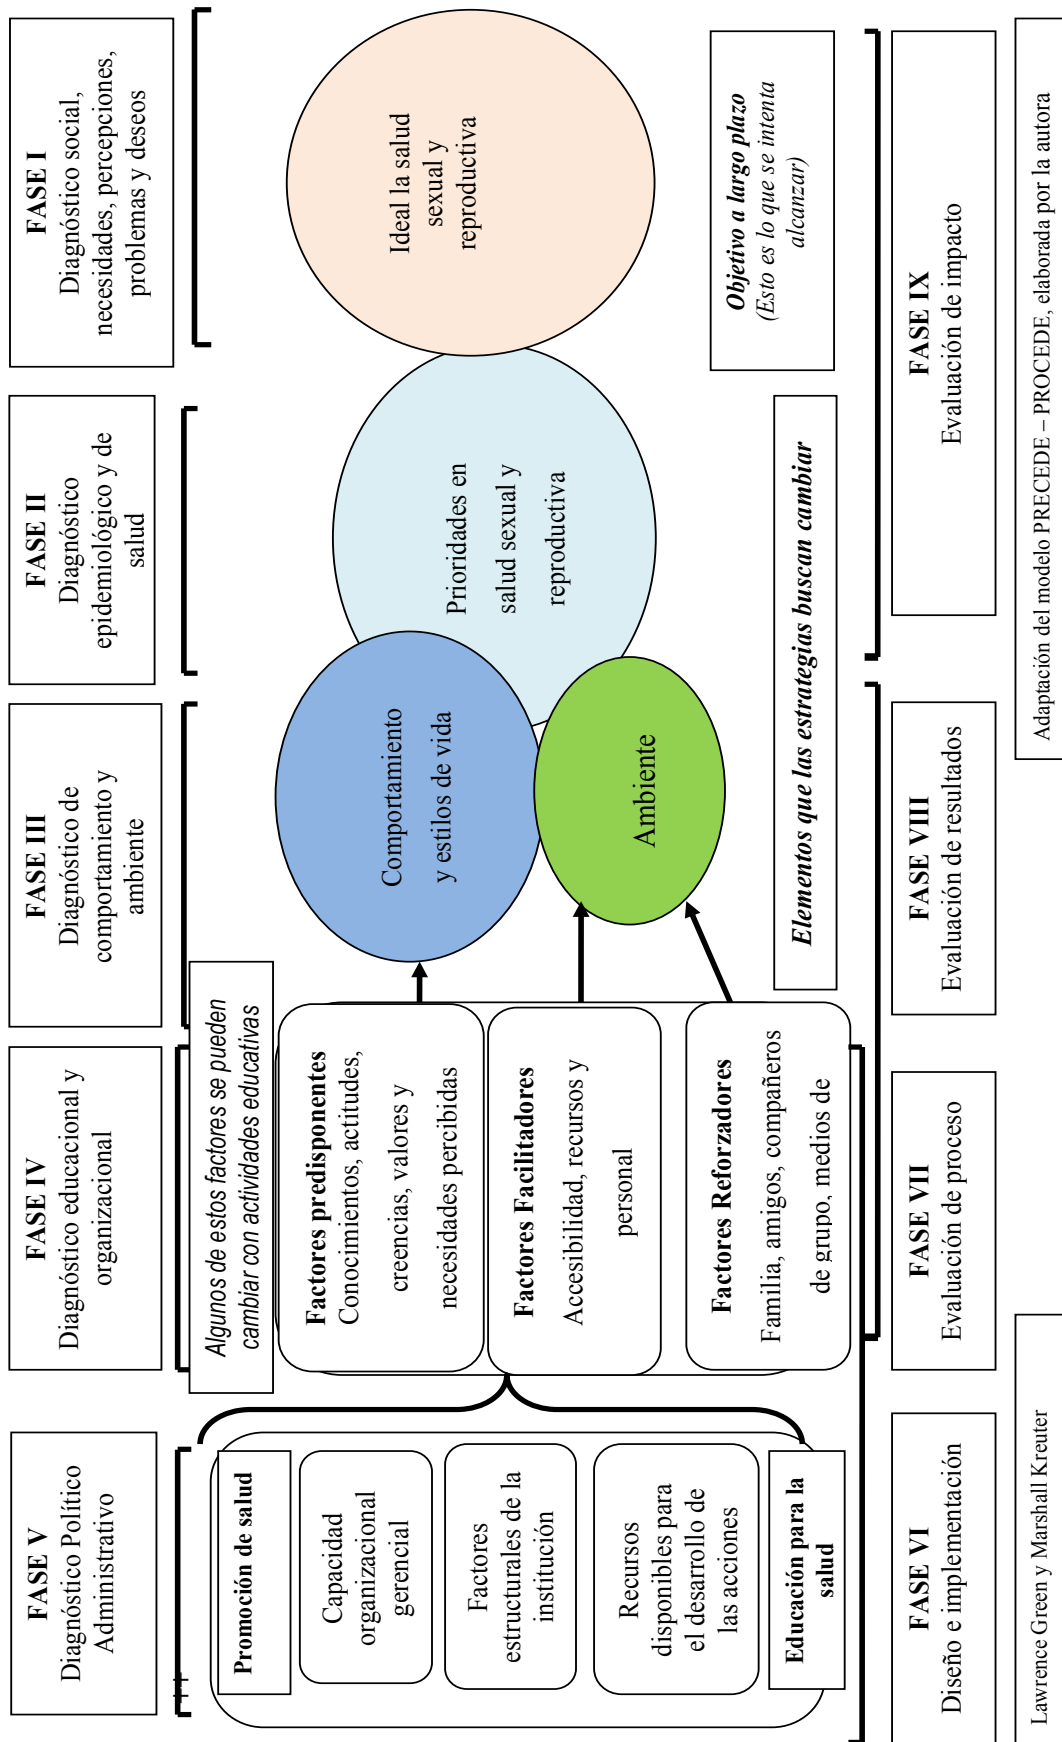 FASE V
Diagnóstico Político
Administrativo
FASE IV
Diagnóstico educacional y
organizacional
FASE III
Diagnóstico de
comportamiento y
ambiente
FASE II
Diagnóstico
epidemiológico y de
salud
FASE I
Diagnóstico social,
necesidades, percepciones,
problemas y deseos
++
Algunos de estos factores se pueden
cambiar con actividades educativas
Promoción de salud
Capacidad
organizacional
gerencial
Factores
estructurales de la
institución
Recursos
disponibles para
el desarrollo de
las acciones
Educación para la
salud
Factores predisponentes
Conocimientos, actitudes,
creencias, valores y
necesidades percibidas
Factores Facilitadores
Accesibilidad, recursos y
personal
Factores Reforzadores
Familia, amigos, compañeros
de grupo, medios de
Comportamiento
y estilos de vida
Ambiente
Prioridades en
salud sexual y
reproductiva
Ideal la salud
sexual y
reproductiva
Elementos que las estrategias buscan cambiar
Objetivo a largo plazo
(Esto es lo que se intenta
alcanzar)
FASE VI
Diseño e implementación
FASE VII
Evaluación de proceso
FASE VIII
Evaluación de resultados
FASE IX
Evaluación de impacto
Lawrence Green y Marshall Kreuter
Adaptación del modelo PRECEDE – PROCEDE, elaborada por la autora